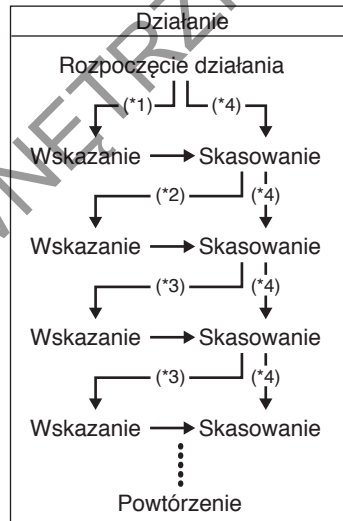 Działanie
Rozpoczęcie działania
(*1) (*4)
Wskazanie Skasowanie
(*2) (*4)
Wskazanie Skasowanie
(*3) (*4)
Wskazanie Skasowanie
(*3) (*4)
Wskazanie Skasowanie
Powtórzenie